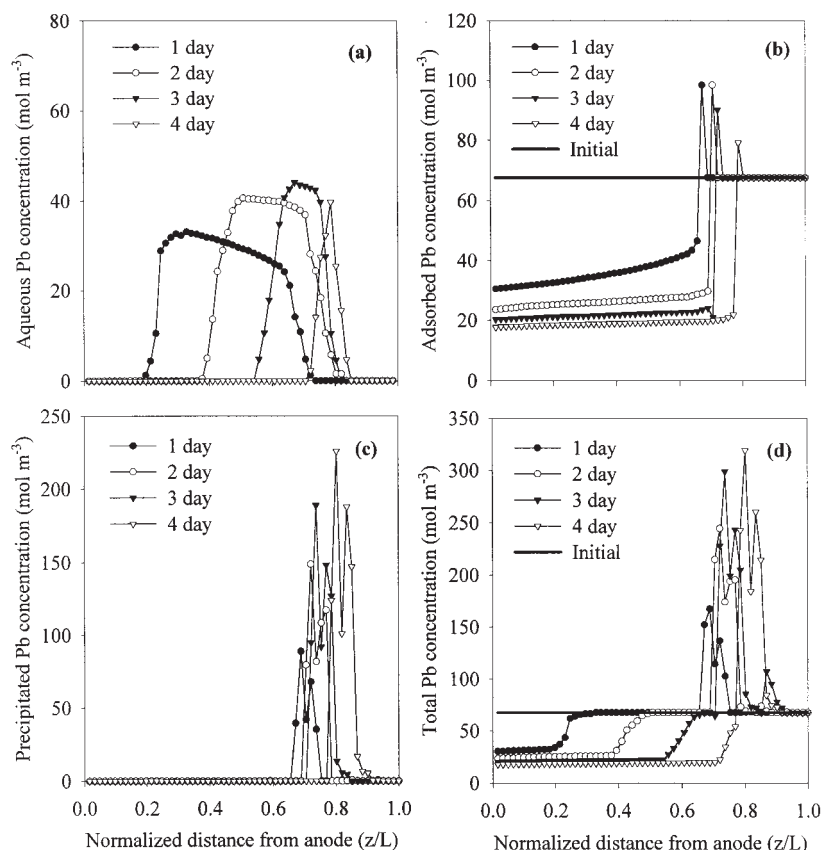 (a)
1 day
2 day
3 day
4 day
80
60
40
20
0
Aqueous Pb concentration (mol m⁻³)
(b)
1 day
2 day
3 day
4 day
Initial
120
100
80
60
40
20
0
Adsorbed Pb concentration (mol m⁻³)
(c)
1 day
2 day
3 day
4 day
250
200
150
100
50
0
Precipitated Pb concentration (mol m⁻³)
0.0 0.2 0.4 0.6 0.8 1.0
Normalized distance from anode (z/L)
(d)
1 day
2 day
3 day
4 day
Initial
350
300
250
200
150
100
50
0
Total Pb concentration (mol m⁻³)
0.0 0.2 0.4 0.6 0.8 1.0
Normalized distance from anode (z/L)